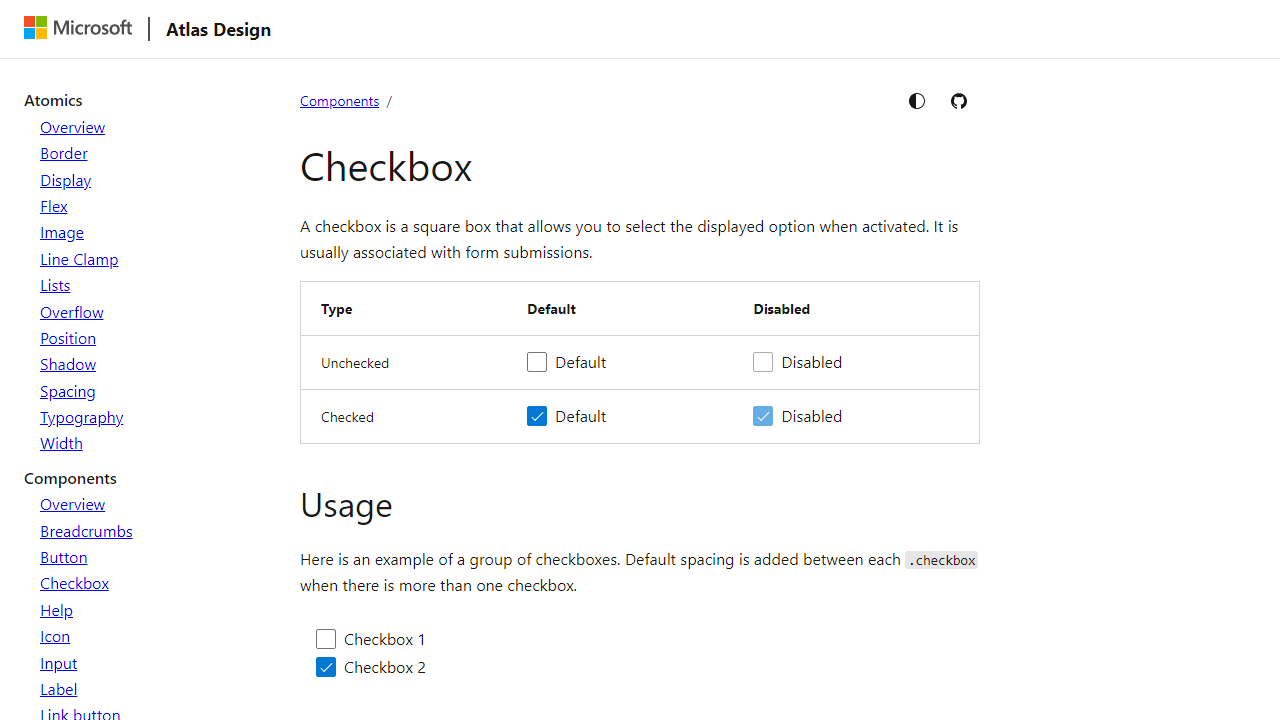 Microsoft
Atlas Design
Atomics
Overview
Border
Display
Flex
Image
Line Clamp
Lists
Overflow
Position
Shadow
Spacing
Typography
Width
Components
Overview
Breadcrumbs
Button
Checkbox
Help
Icon
Input
Label
Link button
Components /
Checkbox
A checkbox is a square box that allows you to select the displayed option when activated. It is
usually associated with form submissions.
Type Default Disabled
Unchecked Default Disabled
Checked Default Disabled
Usage
Here is an example of a group of checkboxes. Default spacing is added between each .checkbox
when there is more than one checkbox.
Checkbox 1
Checkbox 2